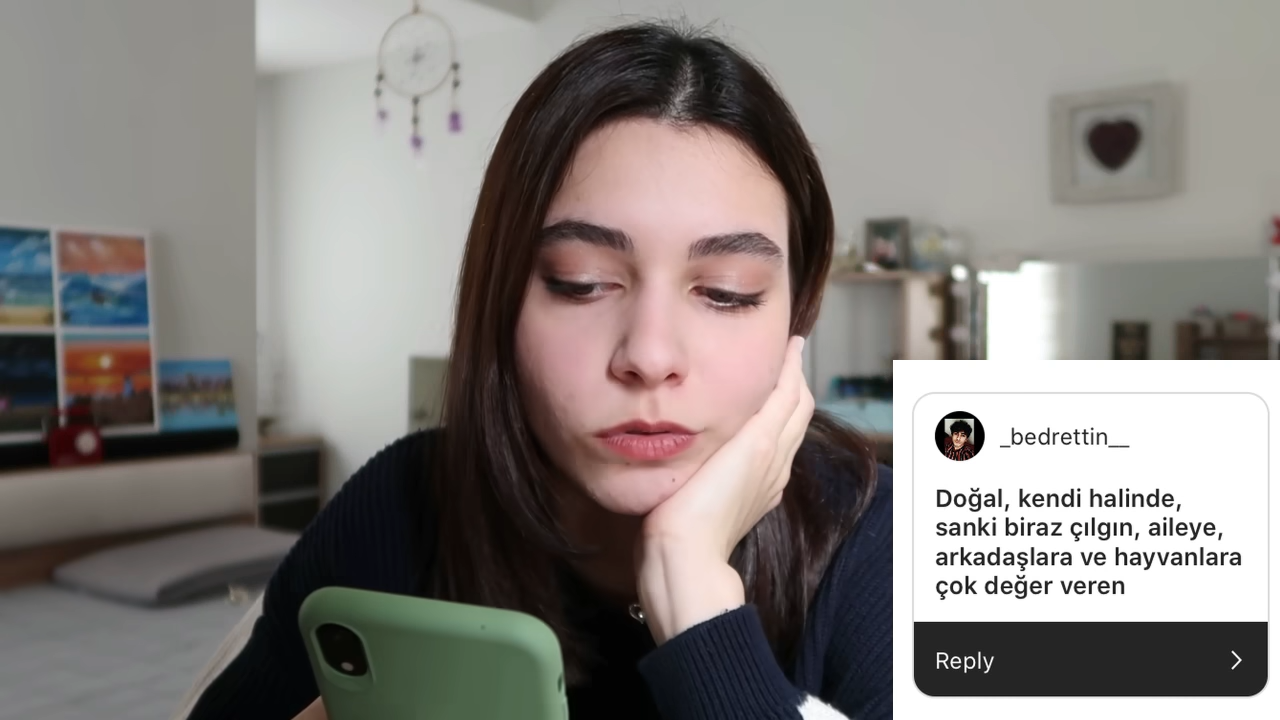 _bedrettin__
Doğal, kendi halinde,
sanki biraz çılgın, aileye,
arkadaşlara ve hayvanlara
çok değer veren
Reply